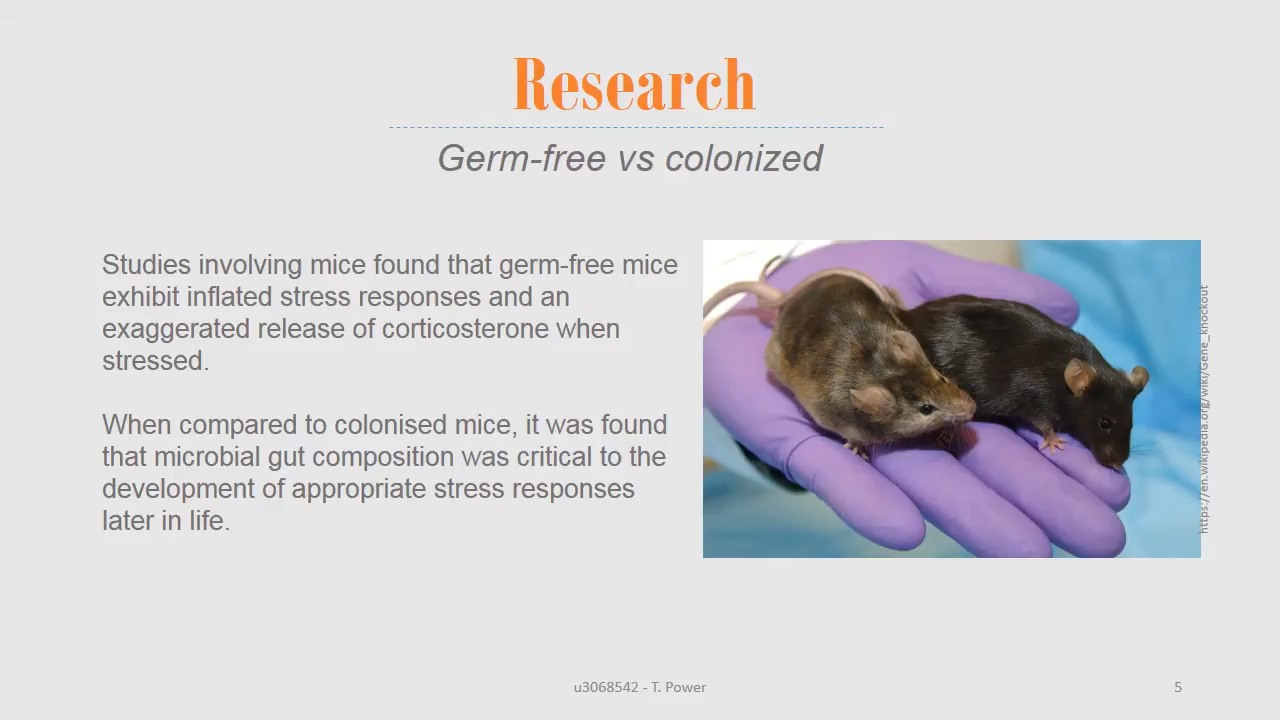 Research
Germ-free vs colonized
Studies involving mice found that germ-free mice
exhibit inflated stress responses and an
exaggerated release of corticosterone when
stressed.
When compared to colonised mice, it was found
that microbial gut composition was critical to the
development of appropriate stress responses
later in life.
https://en.wikipedia.org/wiki/Gene_knockout
u3068542 - T. Power
5